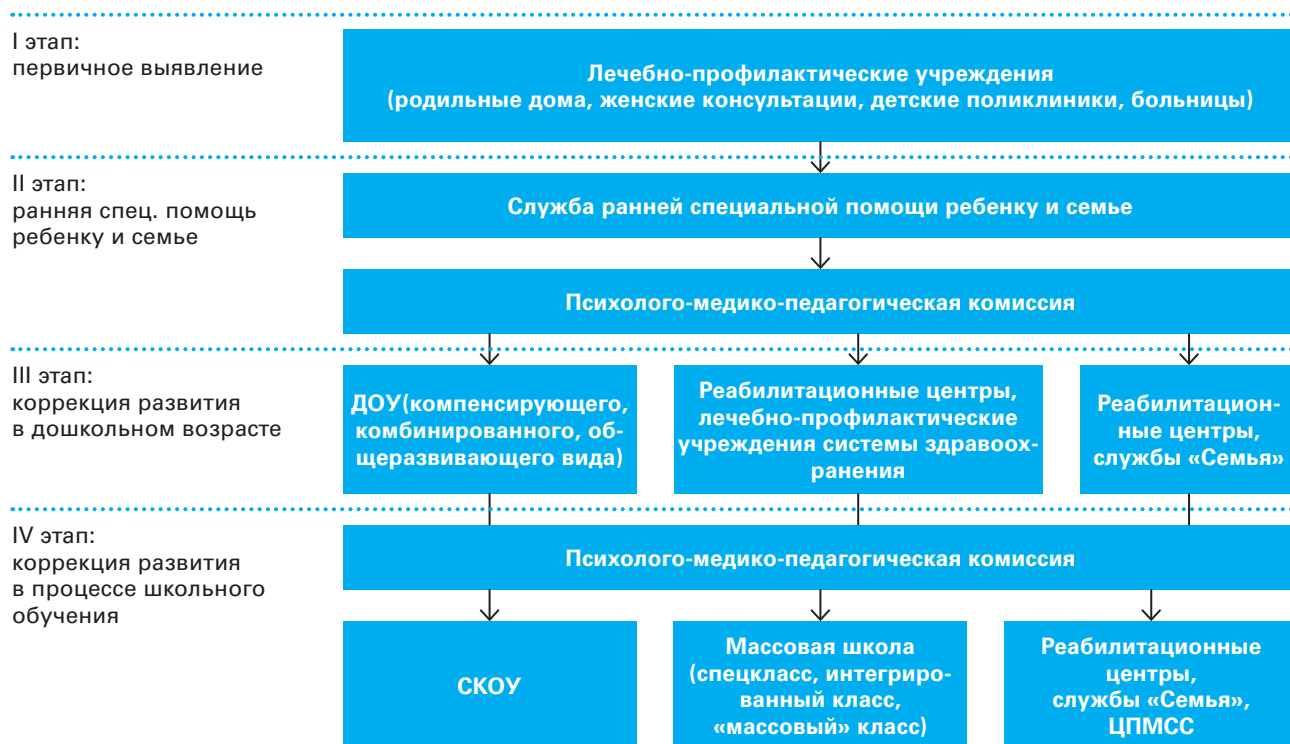 I этап:
первичное выявление
Лечебно-профилактические учреждения
(родильные дома, женские консультации, детские поликлиники, больницы)
II этап:
ранняя спец. помощь
ребенку и семье
Служба ранней специальной помощи ребенку и семье
Психолого-медико-педагогическая комиссия
III этап:
коррекция развития
в дошкольном возрасте
ДОУ(компенсирующего,
комбинированного, об-
щеразвивающего вида)
Реабилитационные центры,
лечебно-профилактические
учреждения системы здравоох-
ранения
Реабилитацион-
ные центры,
службы «Семья»
IV этап:
коррекция развития
в процессе школьного
обучения
Психолого-медико-педагогическая комиссия
СКОУ
Массовая школа
(спецкласс, интегриро-
ванный класс,
«массовый» класс)
Реабилитационные
центры,
службы «Семья»,
ЦПМСС